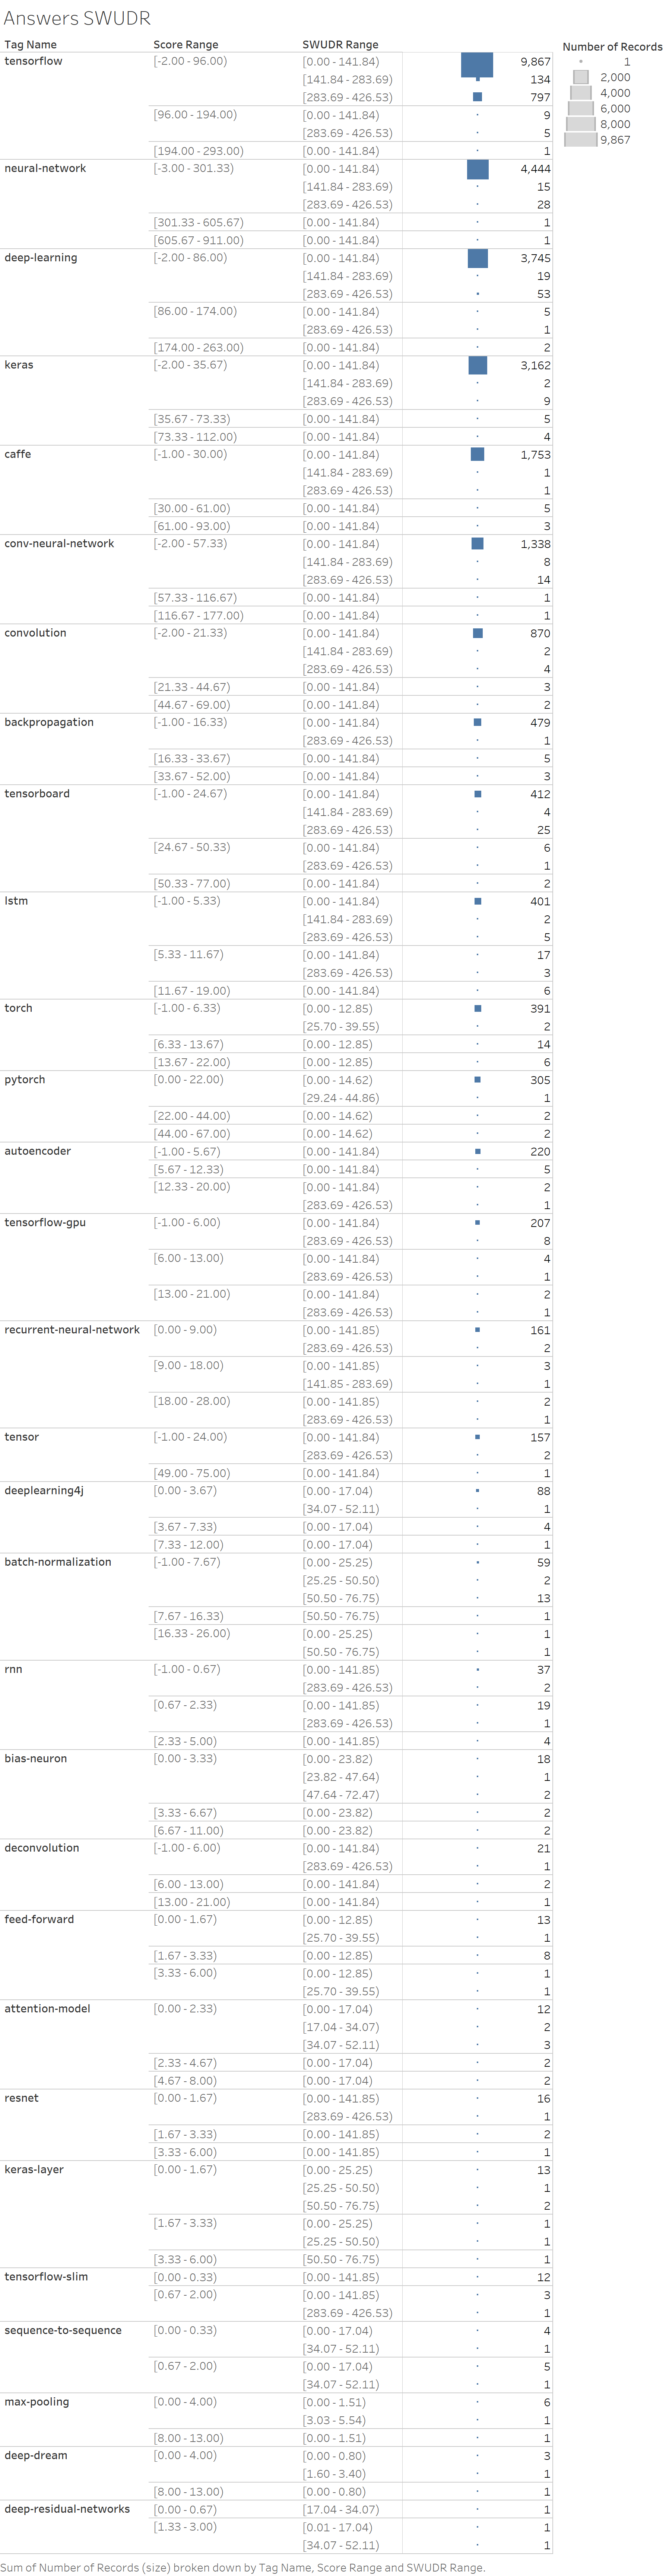 Answers SWUDR
Tag Name Score Range SWUDR Range Number of Records
tensorflow [-2.00 - 96.00) [0.00 - 141.84) 9,867 1
[141.84 - 283.69) 134 2,000
[283.69 - 426.53) 797 4,000
[96.00 - 194.00) [0.00 - 141.84) 9 6,000
[283.69 - 426.53) 5 8,000
[194.00 - 293.00) [0.00 - 141.84) 1 9,867
neural-network [-3.00 - 301.33) [0.00 - 141.84) 4,444
[141.84 - 283.69) 15
[283.69 - 426.53) 28
[301.33 - 605.67) [0.00 - 141.84) 1
[605.67 - 911.00) [0.00 - 141.84) 1
deep-learning [-2.00 - 86.00) [0.00 - 141.84) 3,745
[141.84 - 283.69) 19
[283.69 - 426.53) 53
[86.00 - 174.00) [0.00 - 141.84) 5
[283.69 - 426.53) 1
[174.00 - 263.00) [0.00 - 141.84) 2
keras [-2.00 - 35.67) [0.00 - 141.84) 3,162
[141.84 - 283.69) 2
[283.69 - 426.53) 9
[35.67 - 73.33) [0.00 - 141.84) 5
[73.33 - 112.00) [0.00 - 141.84) 4
caffe [-1.00 - 30.00) [0.00 - 141.84) 1,753
[141.84 - 283.69) 1
[283.69 - 426.53) 1
[30.00 - 61.00) [0.00 - 141.84) 5
[61.00 - 93.00) [0.00 - 141.84) 3
conv-neural-network [-2.00 - 57.33) [0.00 - 141.84) 1,338
[141.84 - 283.69) 8
[283.69 - 426.53) 14
[57.33 - 116.67) [0.00 - 141.84) 1
[116.67 - 177.00) [0.00 - 141.84) 1
convolution [-2.00 - 21.33) [0.00 - 141.84) 870
[141.84 - 283.69) 2
[283.69 - 426.53) 4
[21.33 - 44.67) [0.00 - 141.84) 3
[44.67 - 69.00) [0.00 - 141.84) 2
backpropagation [-1.00 - 16.33) [0.00 - 141.84) 479
[283.69 - 426.53) 1
[16.33 - 33.67) [0.00 - 141.84) 5
[33.67 - 52.00) [0.00 - 141.84) 3
tensorboard [-1.00 - 24.67) [0.00 - 141.84) 412
[141.84 - 283.69) 4
[283.69 - 426.53) 25
[24.67 - 50.33) [0.00 - 141.84) 6
[283.69 - 426.53) 1
[50.33 - 77.00) [0.00 - 141.84) 2
lstm [-1.00 - 5.33) [0.00 - 141.84) 401
[141.84 - 283.69) 2
[283.69 - 426.53) 5
[5.33 - 11.67) [0.00 - 141.84) 17
[283.69 - 426.53) 3
[11.67 - 19.00) [0.00 - 141.84) 6
torch [-1.00 - 6.33) [0.00 - 12.85) 391
[25.70 - 39.55) 2
[6.33 - 13.67) [0.00 - 12.85) 14
[13.67 - 22.00) [0.00 - 12.85) 6
pytorch [0.00 - 22.00) [0.00 - 14.62) 305
[29.24 - 44.86) 1
[22.00 - 44.00) [0.00 - 14.62) 2
[44.00 - 67.00) [0.00 - 14.62) 2
autoencoder [-1.00 - 5.67) [0.00 - 141.84) 220
[5.67 - 12.33) [0.00 - 141.84) 5
[12.33 - 20.00) [0.00 - 141.84) 2
[283.69 - 426.53) 1
tensorflow-gpu [-1.00 - 6.00) [0.00 - 141.84) 207
[283.69 - 426.53) 8
[6.00 - 13.00) [0.00 - 141.84) 4
[283.69 - 426.53) 1
[13.00 - 21.00) [0.00 - 141.84) 2
[283.69 - 426.53) 1
recurrent-neural-network [0.00 - 9.00) [0.00 - 141.85) 161
[283.69 - 426.53) 2
[9.00 - 18.00) [0.00 - 141.85) 3
[141.85 - 283.69) 1
[18.00 - 28.00) [0.00 - 141.85) 2
[283.69 - 426.53) 1
tensor [-1.00 - 24.00) [0.00 - 141.84) 157
[283.69 - 426.53) 2
[49.00 - 75.00) [0.00 - 141.84) 1
deeplearning4j [0.00 - 3.67) [0.00 - 17.04) 88
[34.07 - 52.11) 1
[3.67 - 7.33) [0.00 - 17.04) 4
[7.33 - 12.00) [0.00 - 17.04) 1
batch-normalization [-1.00 - 7.67) [0.00 - 25.25) 59
[25.25 - 50.50) 2
[50.50 - 76.75) 13
[7.67 - 16.33) [50.50 - 76.75) 1
[16.33 - 26.00) [0.00 - 25.25) 1
[50.50 - 76.75) 1
rnn [-1.00 - 0.67) [0.00 - 141.85) 37
[283.69 - 426.53) 2
[0.67 - 2.33) [0.00 - 141.85) 19
[283.69 - 426.53) 1
[2.33 - 5.00) [0.00 - 141.85) 4
bias-neuron [0.00 - 3.33) [0.00 - 23.82) 18
[23.82 - 47.64) 1
[47.64 - 72.47) 2
[3.33 - 6.67) [0.00 - 23.82) 2
[6.67 - 11.00) [0.00 - 23.82) 2
deconvolution [-1.00 - 6.00) [0.00 - 141.84) 21
[283.69 - 426.53) 1
[6.00 - 13.00) [0.00 - 141.84) 2
[13.00 - 21.00) [0.00 - 141.84) 1
feed-forward [0.00 - 1.67) [0.00 - 12.85) 13
[25.70 - 39.55) 1
[1.67 - 3.33) [0.00 - 12.85) 8
[3.33 - 6.00) [0.00 - 12.85) 1
[25.70 - 39.55) 1
attention-model [0.00 - 2.33) [0.00 - 17.04) 12
[17.04 - 34.07) 2
[34.07 - 52.11) 3
[2.33 - 4.67) [0.00 - 17.04) 2
[4.67 - 8.00) [0.00 - 17.04) 2
resnet [0.00 - 1.67) [0.00 - 141.85) 16
[283.69 - 426.53) 1
[1.67 - 3.33) [0.00 - 141.85) 2
[3.33 - 6.00) [0.00 - 141.85) 1
keras-layer [0.00 - 1.67) [0.00 - 25.25) 13
[25.25 - 50.50) 1
[50.50 - 76.75) 2
[1.67 - 3.33) [0.00 - 25.25) 1
[25.25 - 50.50) 1
[3.33 - 6.00) [50.50 - 76.75) 1
tensorflow-slim [0.00 - 0.33) [0.00 - 141.85) 12
[0.67 - 2.00) [0.00 - 141.85) 3
[283.69 - 426.53) 1
sequence-to-sequence [0.00 - 0.33) [0.00 - 17.04) 4
[34.07 - 52.11) 1
[0.67 - 2.00) [0.00 - 17.04) 5
[34.07 - 52.11) 1
max-pooling [0.00 - 4.00) [0.00 - 1.51) 6
[3.03 - 5.54) 1
[8.00 - 13.00) [0.00 - 1.51) 1
deep-dream [0.00 - 4.00) [0.00 - 0.80) 3
[1.60 - 3.40) 1
[8.00 - 13.00) [0.00 - 0.80) 1
deep-residual-networks [0.00 - 0.67) [17.04 - 34.07) 1
[1.33 - 3.00) [0.01 - 17.04) 1
[34.07 - 52.11) 1
Sum of Number of Records (size) broken down by Tag Name, Score Range and SWUDR Range.